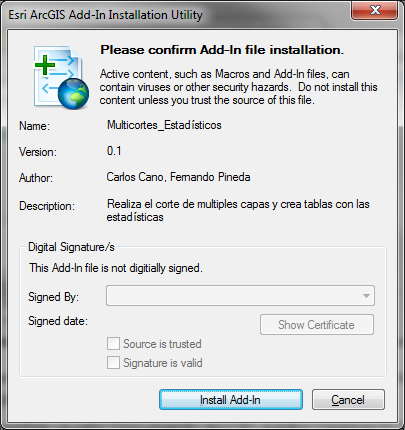 Esri ArcGIS Add-In Installation Utility
Please confirm Add-In file installation.
Active content, such as Macros and Add-In files, can
contain viruses or other security hazards. Do not install this
content unless you trust the source of this file.
Name: Multicortes_Estadísticos
Version: 0.1
Author: Carlos Cano, Fernando Pineda
Description: Realiza el corte de multiples capas y crea tablas con las
estadísticas
Digital Signature/s
This Add-In file is not digitially signed.
Signed By:
Signed date:
Show Certificate
Source is trusted
Signature is valid
Install Add-In Cancel